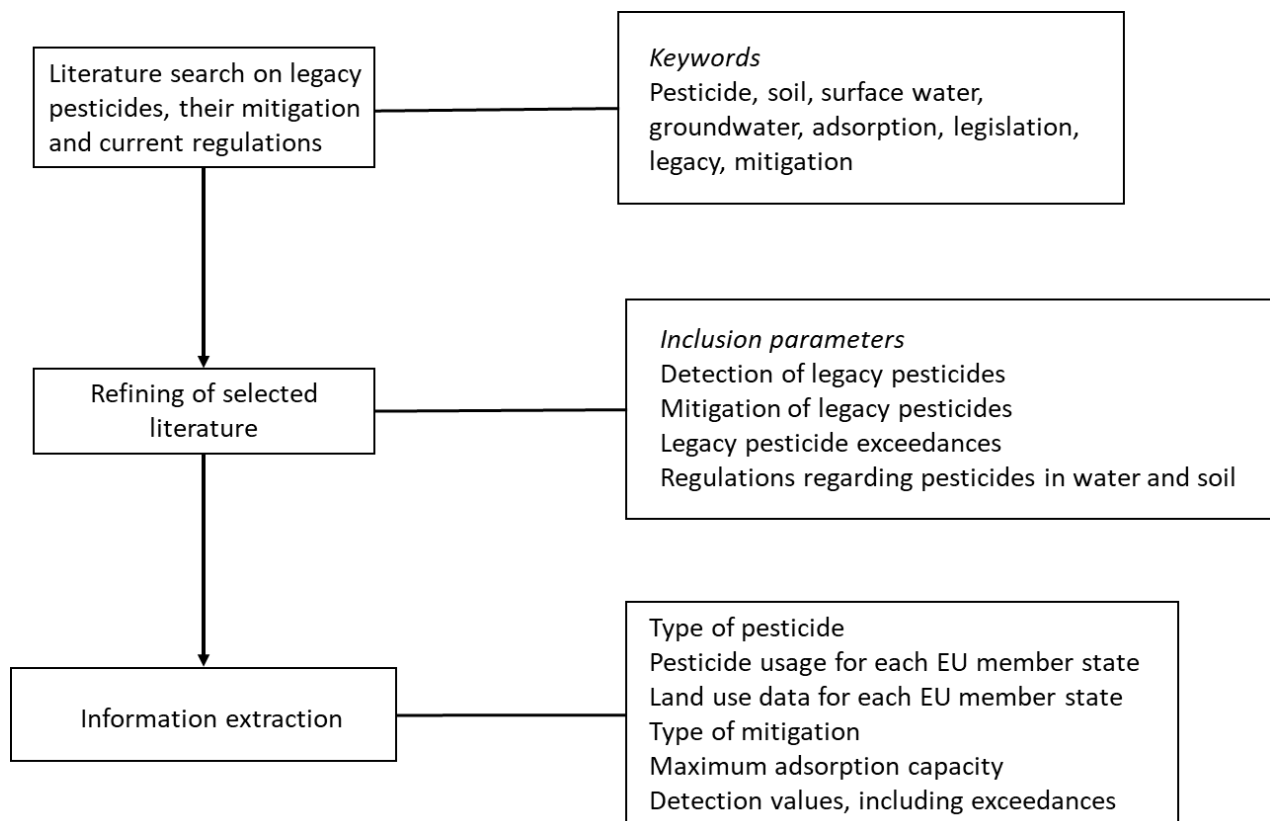 Literature search on legacy
pesticides, their mitigation
and current regulations
Keywords
Pesticide, soil, surface water,
groundwater, adsorption, legislation,
legacy, mitigation
Refining of selected
literature
Inclusion parameters
Detection of legacy pesticides
Mitigation of legacy pesticides
Legacy pesticide exceedances
Regulations regarding pesticides in water and soil
Information extraction
Type of pesticide
Pesticide usage for each EU member state
Land use data for each EU member state
Type of mitigation
Maximum adsorption capacity
Detection values, including exceedances